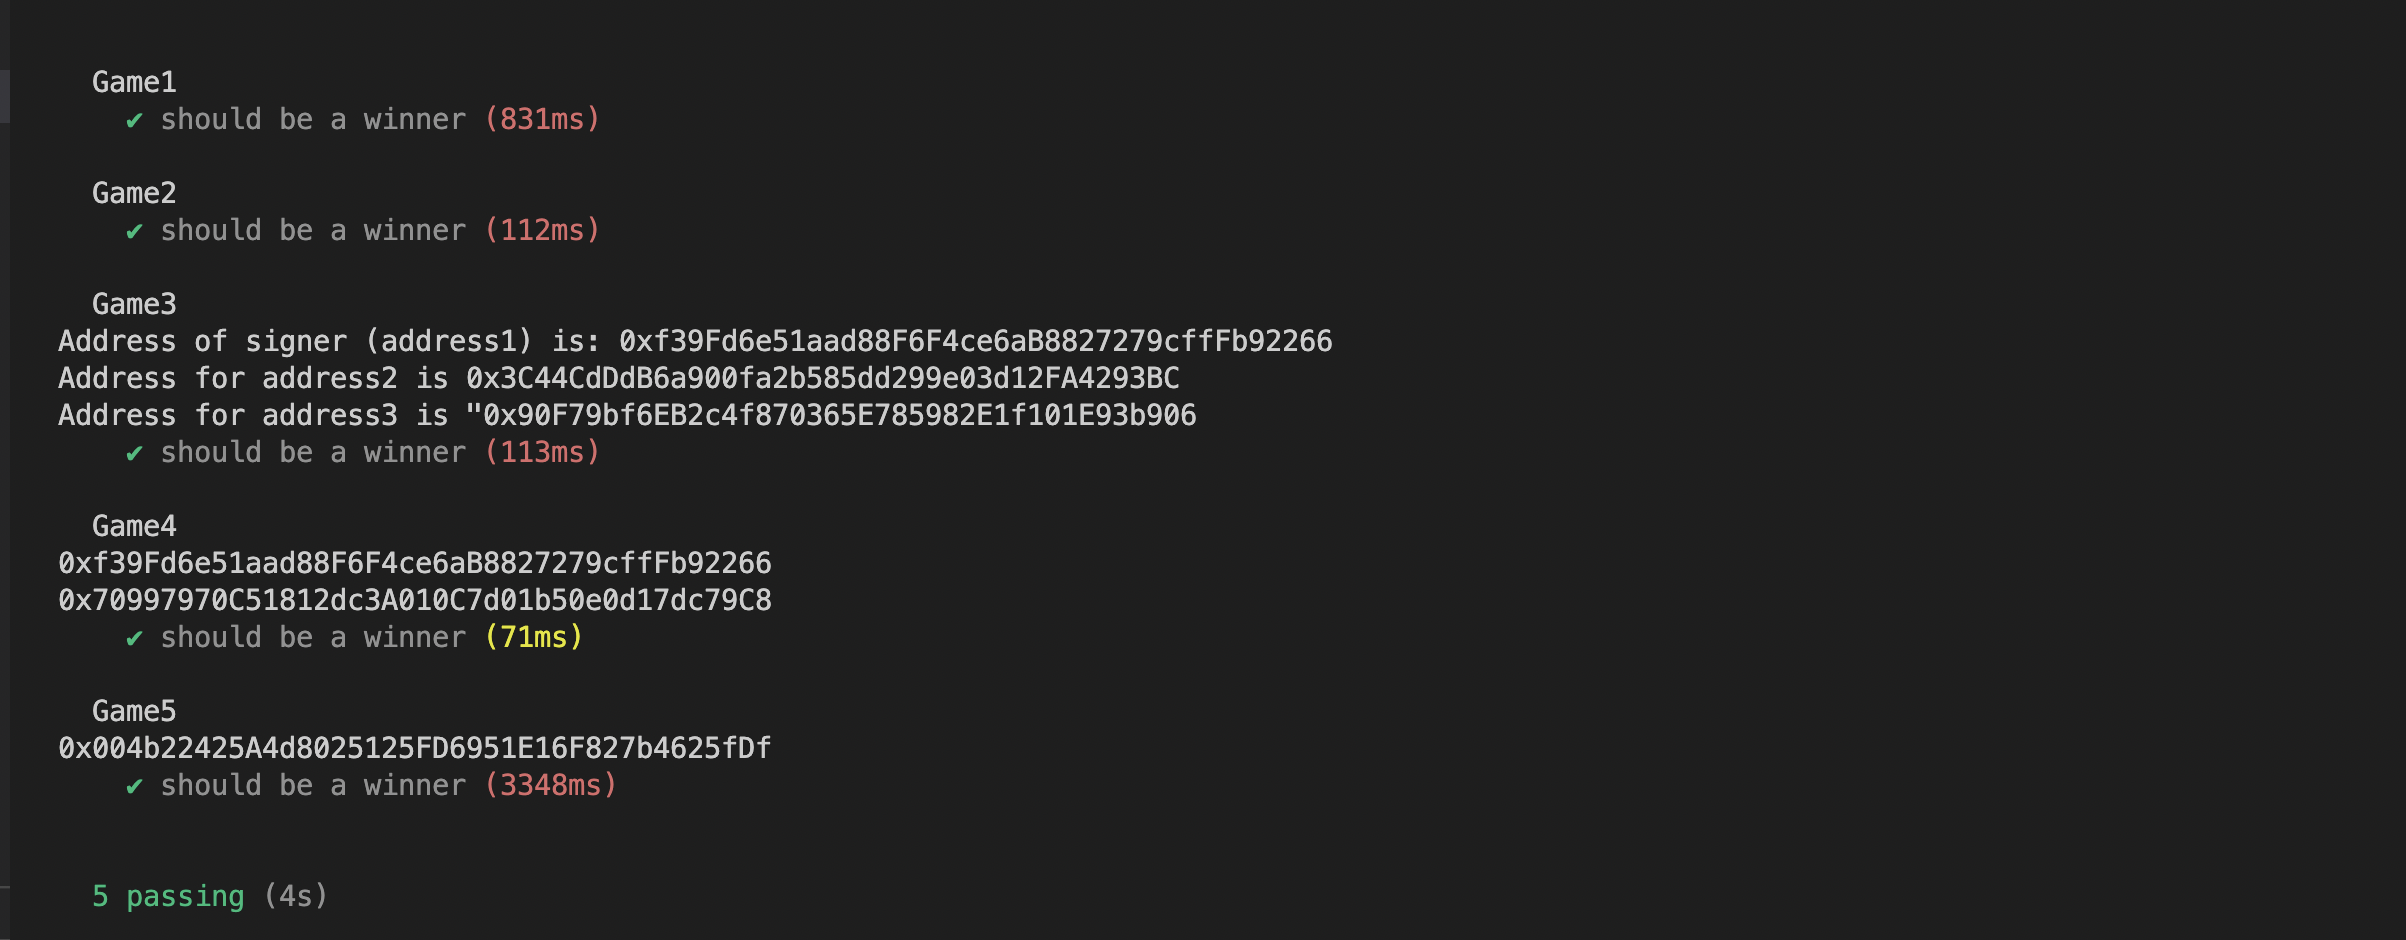 Game1
✔ should be a winner (831ms)
Game2
✔ should be a winner (112ms)
Game3
Address of signer (address1) is: 0xf39Fd6e51aad88F6F4ce6aB8827279cffFb92266
Address for address2 is 0x3C44CdDdB6a900fa2b585dd299e03d12FA4293BC
Address for address3 is "0x90F79bf6EB2c4f870365E785982E1f101E93b906
✔ should be a winner (113ms)
Game4
0xf39Fd6e51aad88F6F4ce6aB8827279cffFb92266
0x70997970C51812dc3A010C7d01b50e0d17dc79C8
✔ should be a winner (71ms)
Game5
0x004b22425A4d8025125FD6951E16F827b4625fDf
✔ should be a winner (3348ms)
5 passing (4s)